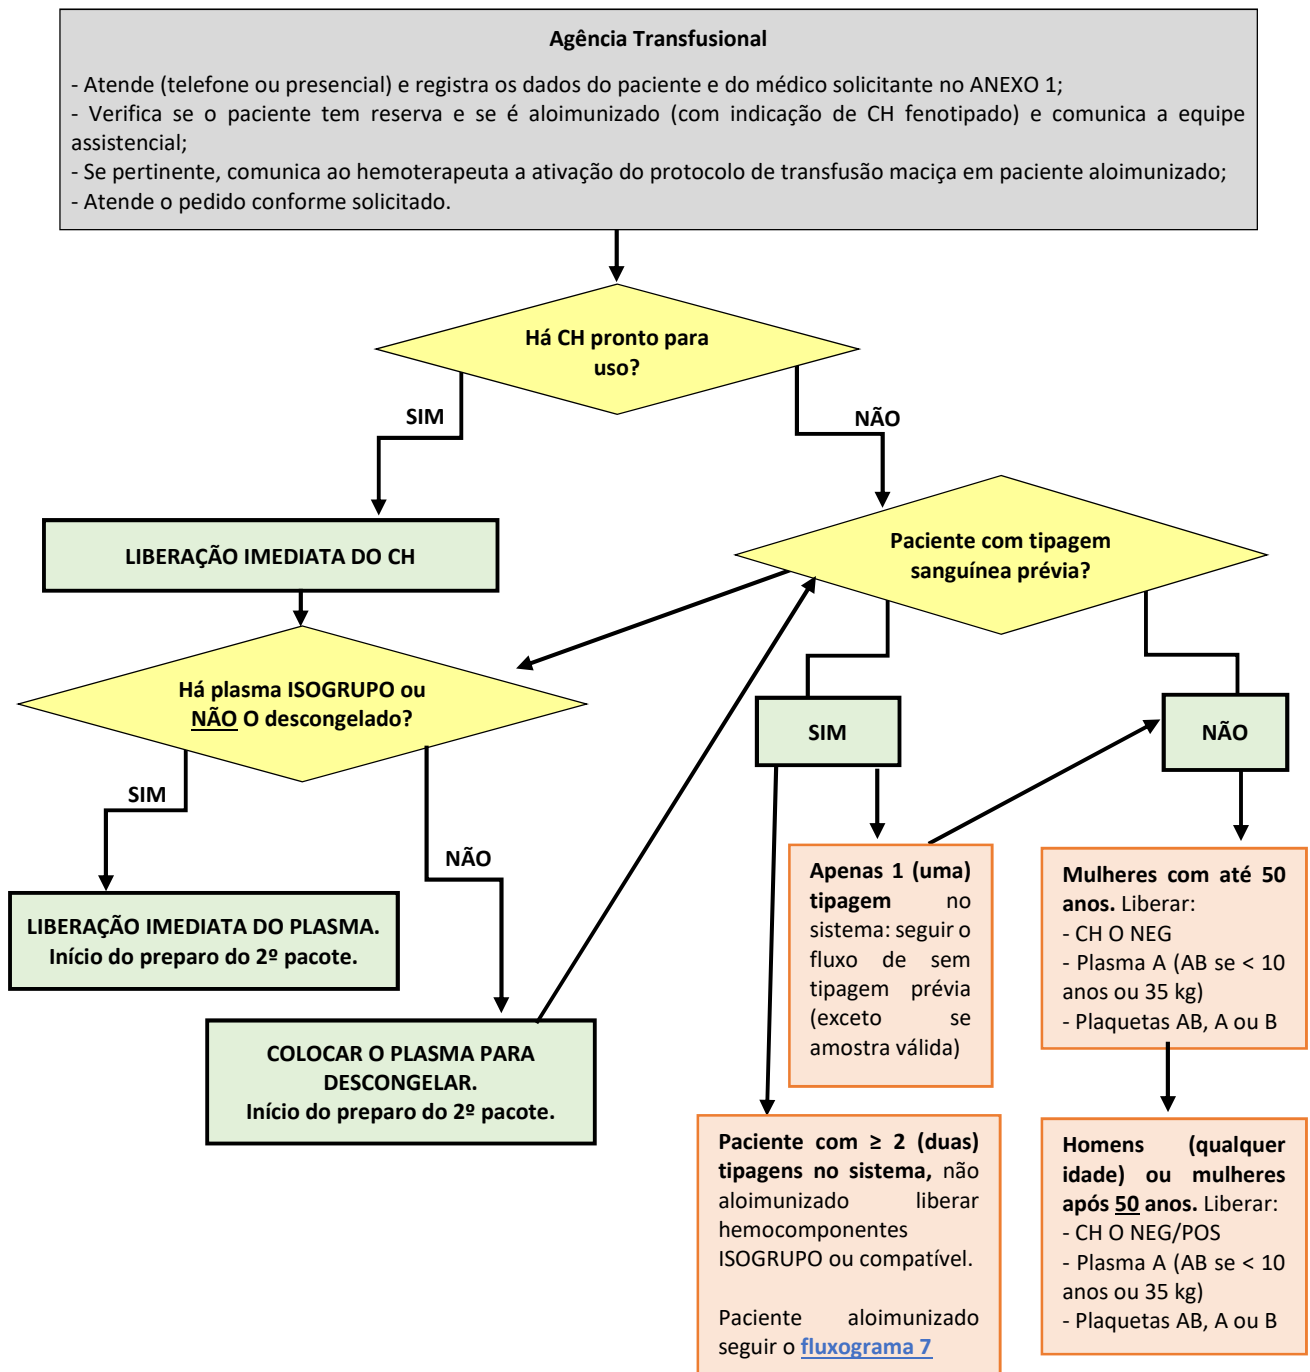 Agência Transfusional
- Atende (telefone ou presencial) e registra os dados do paciente e do médico solicitante no ANEXO 1;
- Verifica se o paciente tem reserva e se é aloimunizado (com indicação de CH fenotipado) e comunica a equipe
assistencial;
- Se pertinente, comunica ao hemoterapeuta a ativação do protocolo de transfusão maciça em paciente aloimunizado;
- Atende o pedido conforme solicitado.
Há CH pronto para
uso?
SIM
NÃO
LIBERAÇÃO IMEDIATA DO CH
Paciente com tipagem
sanguínea prévia?
Há plasma ISOGRUPO ou
NÃO O descongelado?
SIM
NÃO
SIM
NÃO
LIBERAÇÃO IMEDIATA DO PLASMA.
Início do preparo do 2º pacote.
COLOCAR O PLASMA PARA
DESCONGELAR.
Início do preparo do 2º pacote.
Apenas 1 (uma)
tipagem no
sistema: seguir o
fluxo de sem
tipagem prévia
(exceto se
amostra válida)
Mulheres com até 50
anos. Liberar:
- CH O NEG
- Plasma A (AB se < 10
anos ou 35 kg)
- Plaquetas AB, A ou B
Paciente com ≥ 2 (duas)
tipagens no sistema, não
aloimunizado liberar
hemocomponentes
ISOGRUPO ou compatível.
Paciente aloimunizado
seguir o fluxograma 7
Homens (qualquer
idade) ou mulheres
após 50 anos. Liberar:
- CH O NEG/POS
- Plasma A (AB se < 10
anos ou 35 kg)
- Plaquetas AB, A ou B